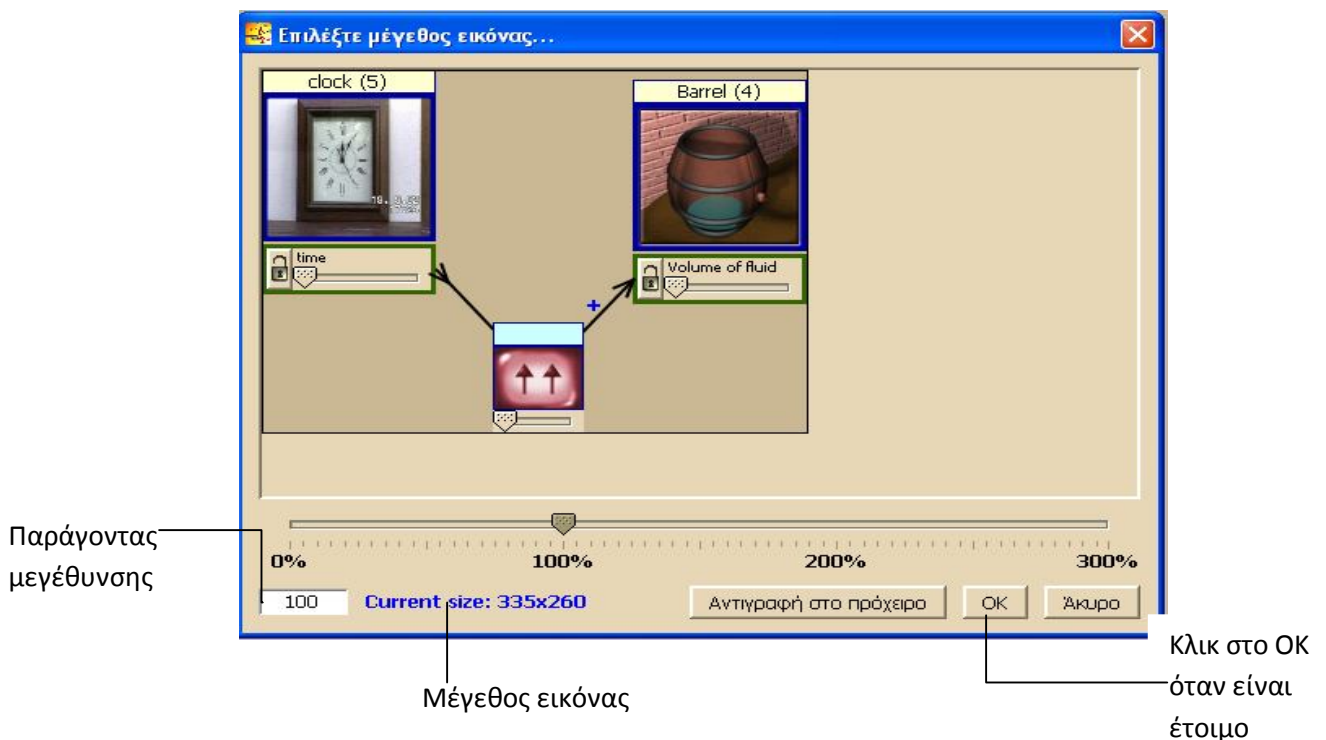 Επιλέξτε μέγεθος εικόνας...
clock (5)
Barrel (4)
time
Volume of fluid
+
0%
100%
200%
300%
100
Current size: 335x260
Αντιγραφή στο πρόχειρο
OK
Άκυρο
Παράγοντας
μεγέθυνσης
Μέγεθος εικόνας
Κλικ στο ΟΚ
όταν είναι
έτοιμο